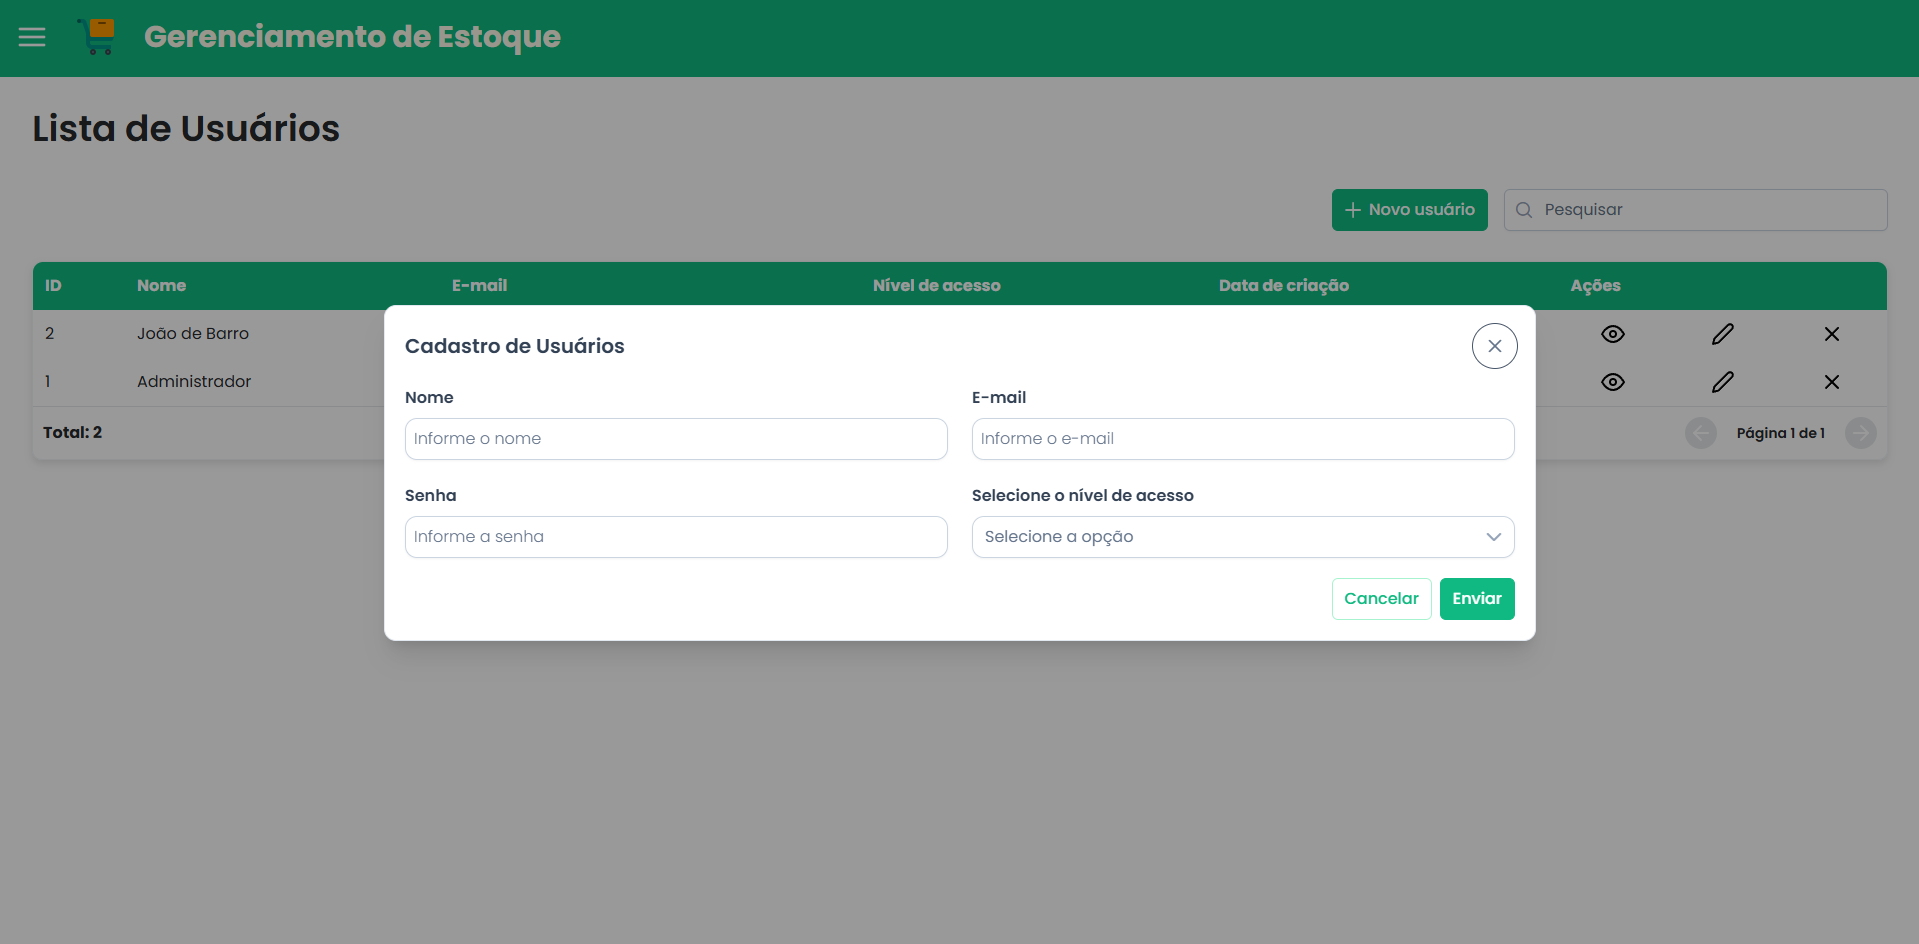 Gerenciamento de Estoque
Lista de Usuários
Novo usuário
Pesquisar
ID Nome E-mail Nível de acesso Data de criação Ações
2 João de Barro
1 Administrador
Total: 2
Página 1 de 1
Cadastro de Usuários
Nome
Informe o nome
E-mail
Informe o e-mail
Senha
Informe a senha
Selecione o nível de acesso
Selecione a opção
Cancelar
Enviar